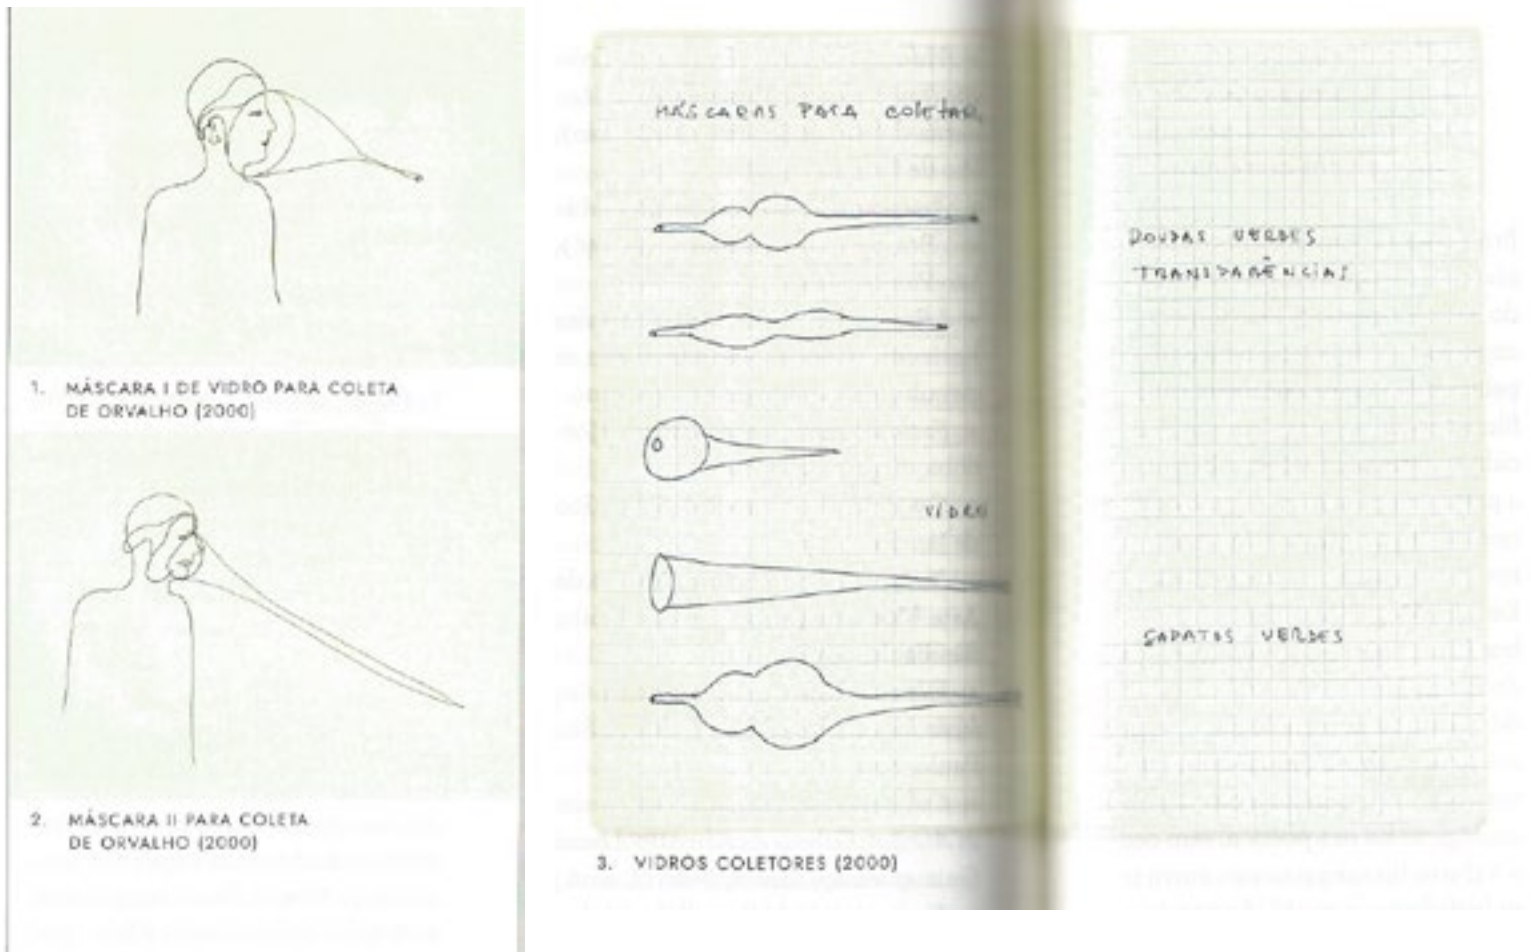 1. MÁSCARA I DE VIDRO PARA COLETA
DE ORVALHO (2000)
2. MÁSCARA II PARA COLETA
DE ORVALHO (2000)
MÁSCARAS PARA COLETAR
VIDRO
3. VIDROS COLETORES (2000)
ROUPAS VERDES
TRANSPARÊNCIAS
SAPATOS VERDES